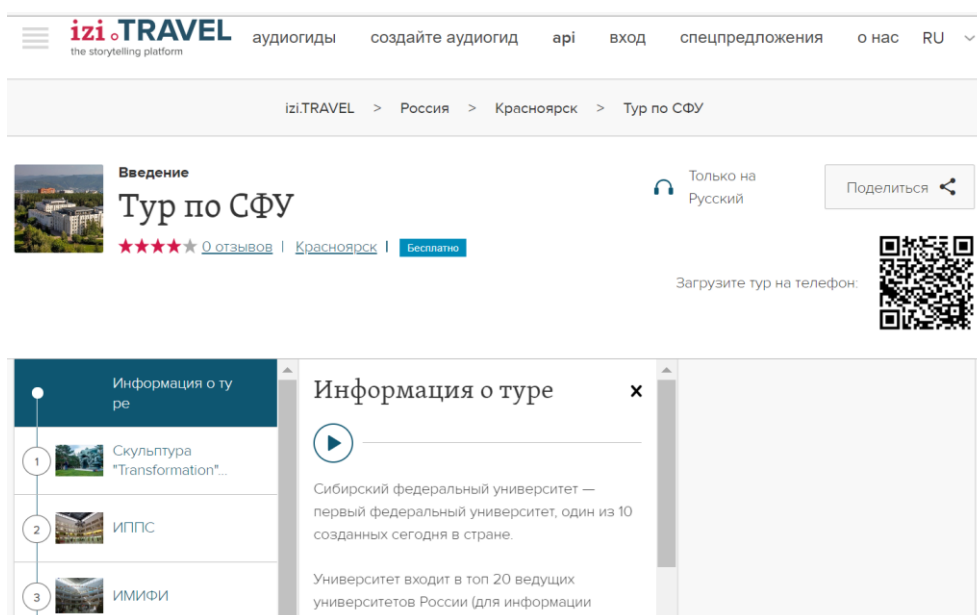 izi.TRAVEL
the storytelling platform
аудиогиды создайте аудиогид api вход спецпредложения о нас RU
izi.TRAVEL > Россия > Красноярск > Тур по СФУ
Введение
Тур по СФУ
0 отзывов | Красноярск | Бесплатно
Только на
Русский
Поделиться
Загрузите тур на телефон:
Информация о ту
ре
1
Скульптура
"Transformation"...
2 ИППС
3 ИМИФИ
Информация о туре x
Сибирский федеральный университет —
первый федеральный университет, один из 10
созданных сегодня в стране.
Университет входит в топ 20 ведущих
университетов России (для информации